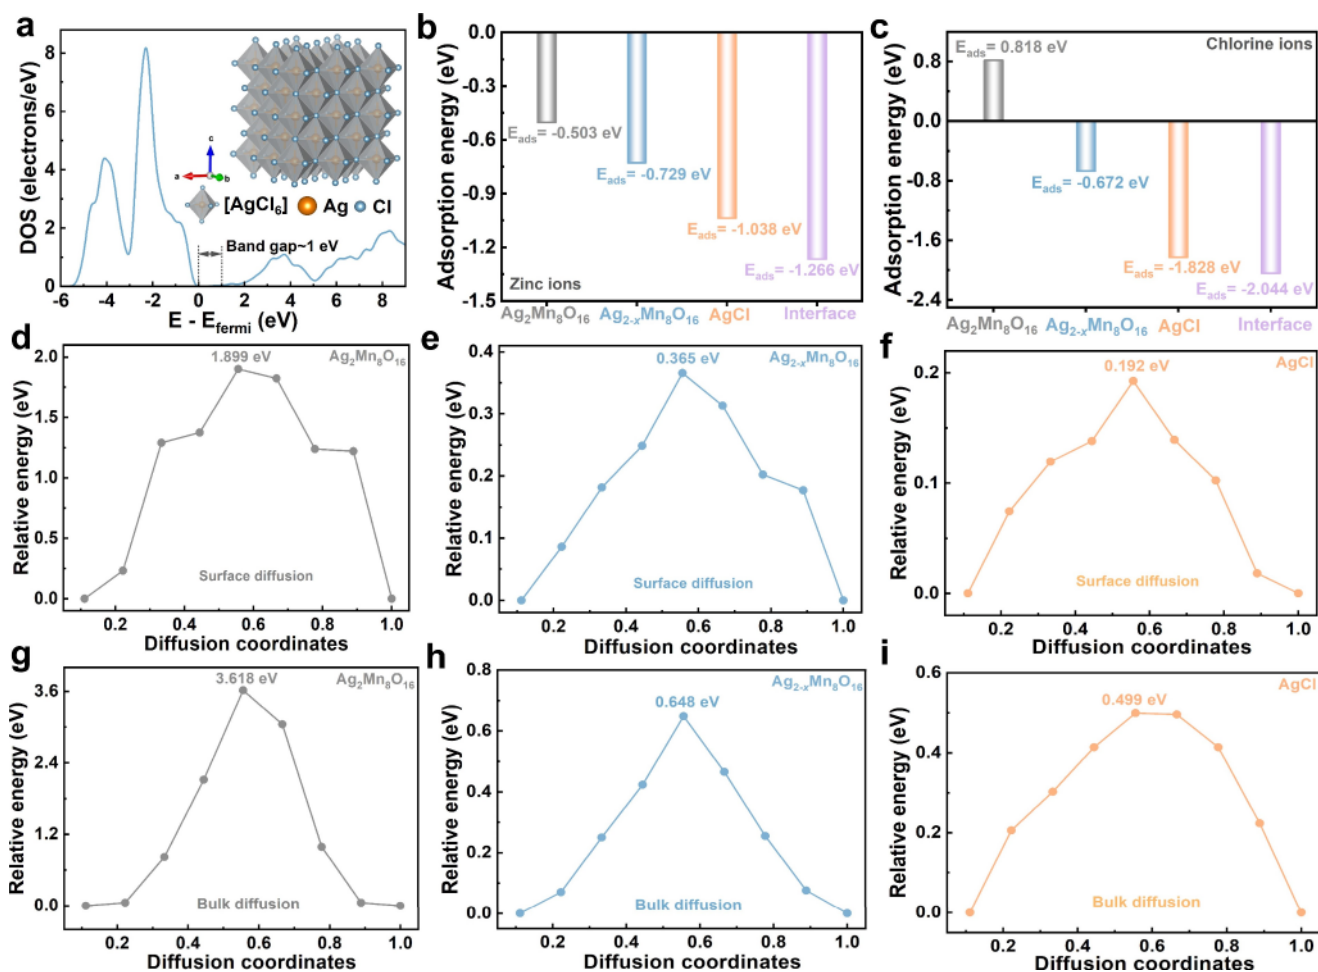 a
DOS (electrons/eV)
8
6
4
2
0
c
a
b
[AgCl₆] Ag Cl
Band gap~1 eV
-6 -4 -2 0 2 4 6 8
E - E_fermi (eV)
b
Adsorption energy (eV)
0.0
-0.3
-0.6
-0.9
-1.2
-1.5
E_ads= -0.503 eV
E_ads= -0.729 eV
E_ads= -1.038 eV
E_ads= -1.266 eV
Zinc ions
Ag₂Mn₈O₁₆ Ag₂₋ₓMn₈O₁₆ AgCl Interface
c
Adsorption energy (eV)
0.8
0.0
-0.8
-1.6
-2.4
E_ads= 0.818 eV
Chlorine ions
E_ads= -0.672 eV
E_ads= -1.828 eV
E_ads= -2.044 eV
Ag₂Mn₈O₁₆ Ag₂₋ₓMn₈O₁₆ AgCl Interface
d
Relative energy (eV)
2.0
1.5
1.0
0.5
0.0
1.899 eV
Ag₂Mn₈O₁₆
Surface diffusion
0.2 0.4 0.6 0.8 1.0
Diffusion coordinates
e
Relative energy (eV)
0.4
0.3
0.2
0.1
0.0
0.365 eV
Ag₂₋ₓMn₈O₁₆
Surface diffusion
0.2 0.4 0.6 0.8 1.0
Diffusion coordinates
f
Relative energy (eV)
0.2
0.1
0.0
0.192 eV
AgCl
Surface diffusion
0.2 0.4 0.6 0.8 1.0
Diffusion coordinates
g
Relative energy (eV)
3.6
2.4
1.2
0.0
3.618 eV
Ag₂Mn₈O₁₆
Bulk diffusion
0.2 0.4 0.6 0.8 1.0
Diffusion coordinates
h
Relative energy (eV)
0.8
0.6
0.4
0.2
0.0
0.648 eV
Ag₂₋ₓMn₈O₁₆
Bulk diffusion
0.2 0.4 0.6 0.8 1.0
Diffusion coordinates
i
Relative energy (eV)
0.6
0.4
0.2
0.0
0.499 eV
AgCl
Bulk diffusion
0.2 0.4 0.6 0.8 1.0
Diffusion coordinates